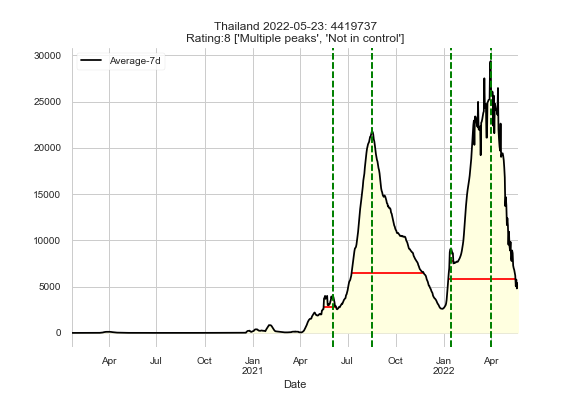 Thailand 2022-05-23: 4419737
Rating:8 ['Multiple peaks', 'Not in control']
Average-7d
30000
25000
20000
15000
10000
5000
0
Apr Jul Oct Jan Apr Jul Oct Jan Apr
2021 2022
Date